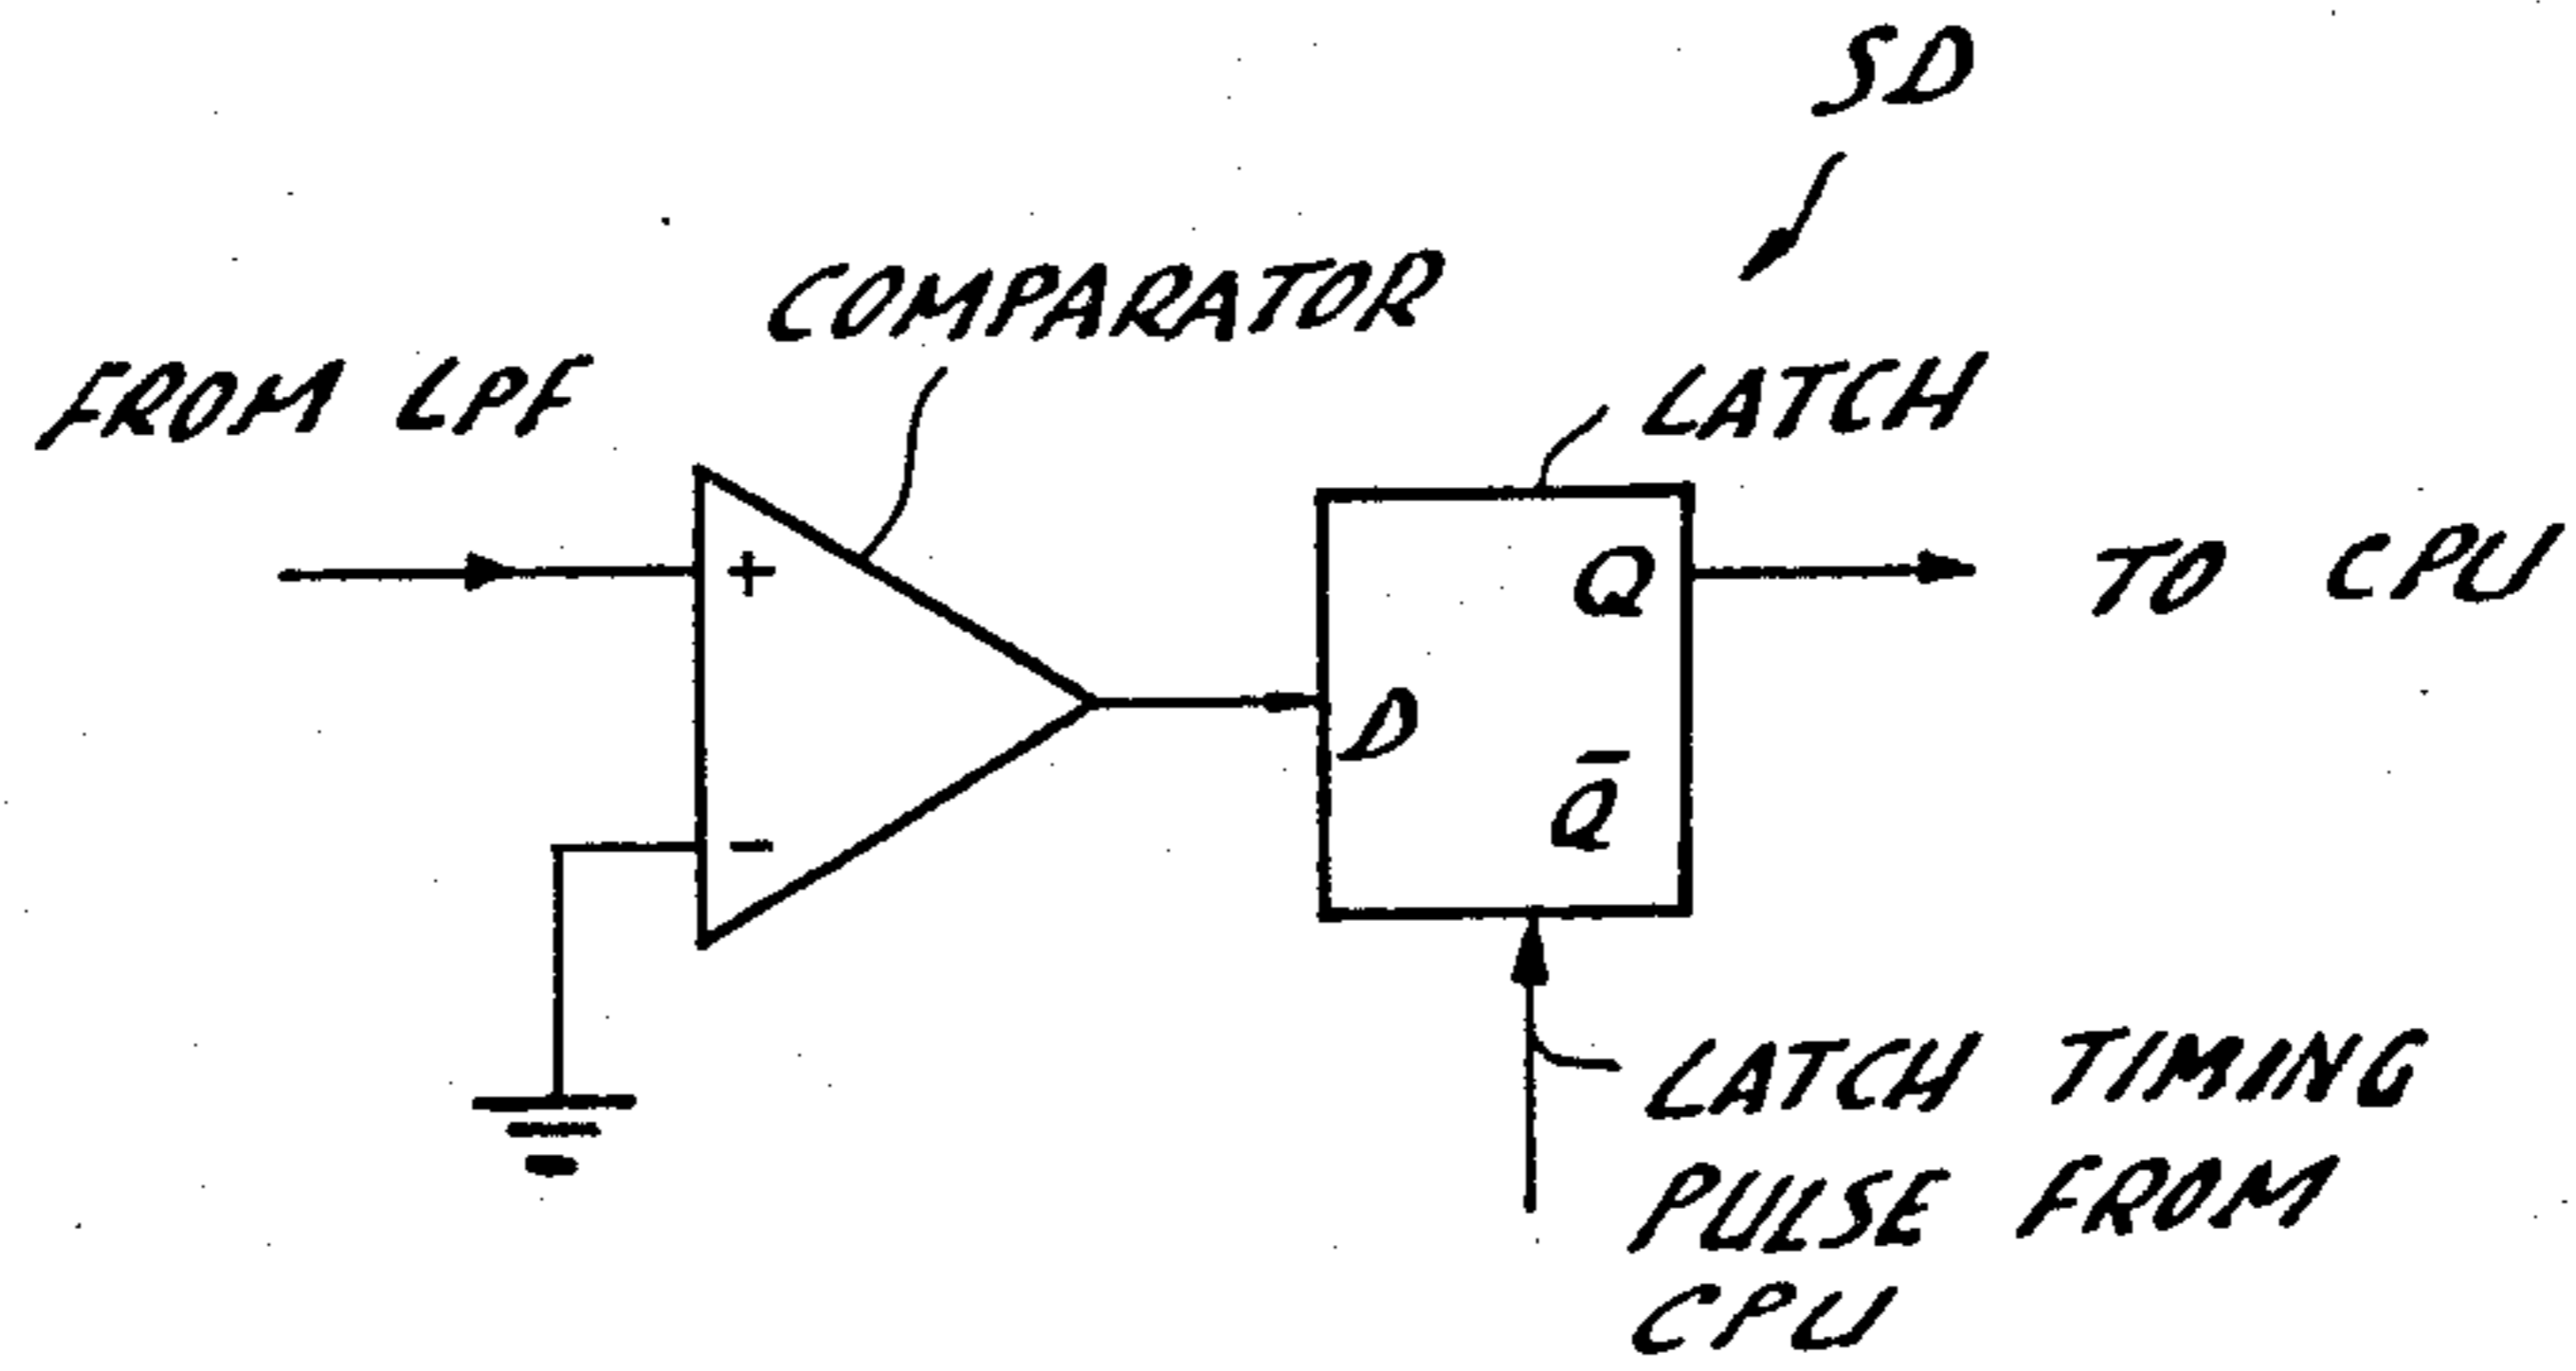 SD
COMPARATOR
FROM LPF
LATCH
+
Q
TO CPU
D
Q̅
-
LATCH TIMING
PULSE FROM
CPU